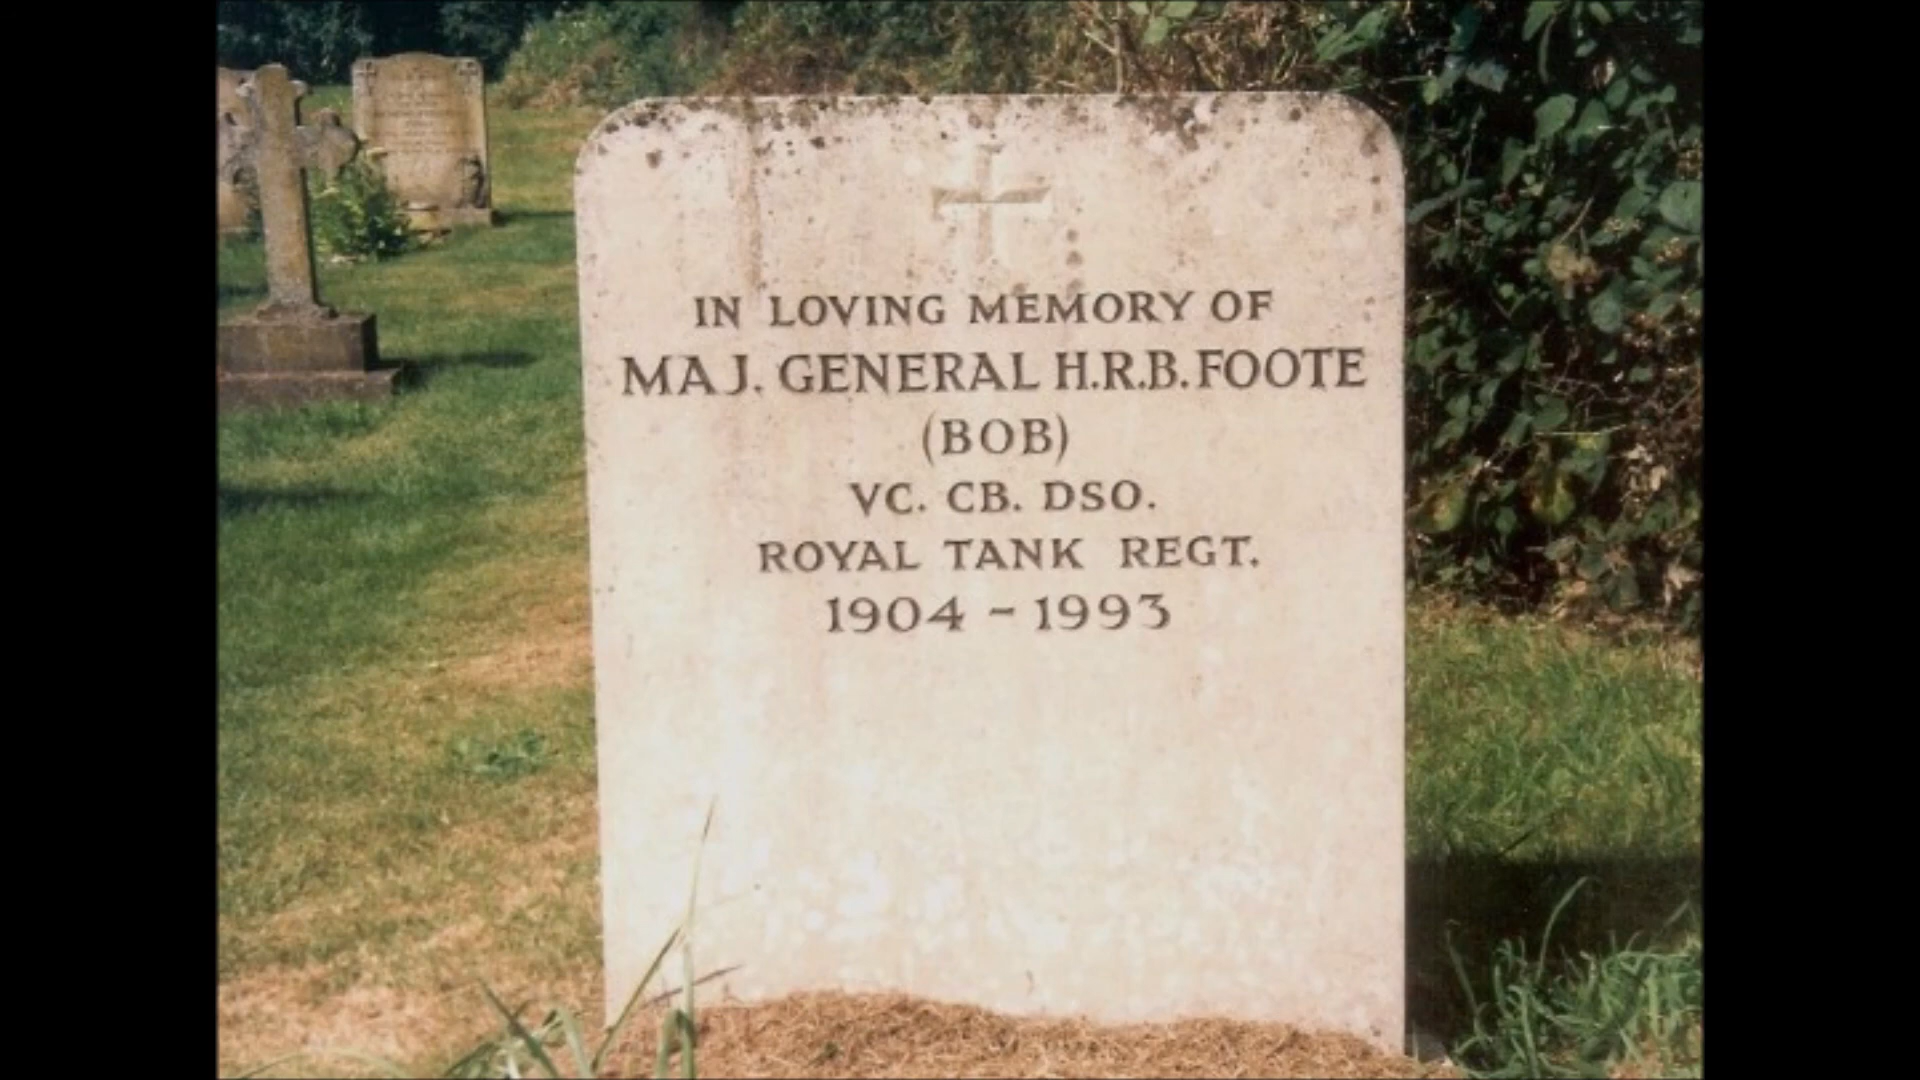 IN LOVING MEMORY OF
MAJ. GENERAL H.R.B. FOOTE
(BOB)
VC. CB. DSO.
ROYAL TANK REGT.
1904 - 1993